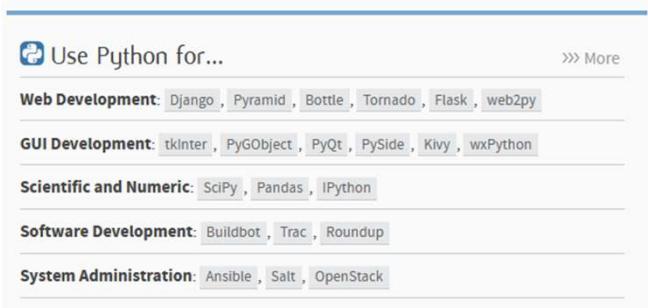 Use Python for...
>>> More
Web Development: Django, Pyramid, Bottle, Tornado, Flask, web2py
GUI Development: tkInter, PyGObject, PyQt, PySide, Kivy, wxPython
Scientific and Numeric: SciPy, Pandas, IPython
Software Development: Buildbot, Trac, Roundup
System Administration: Ansible, Salt, OpenStack